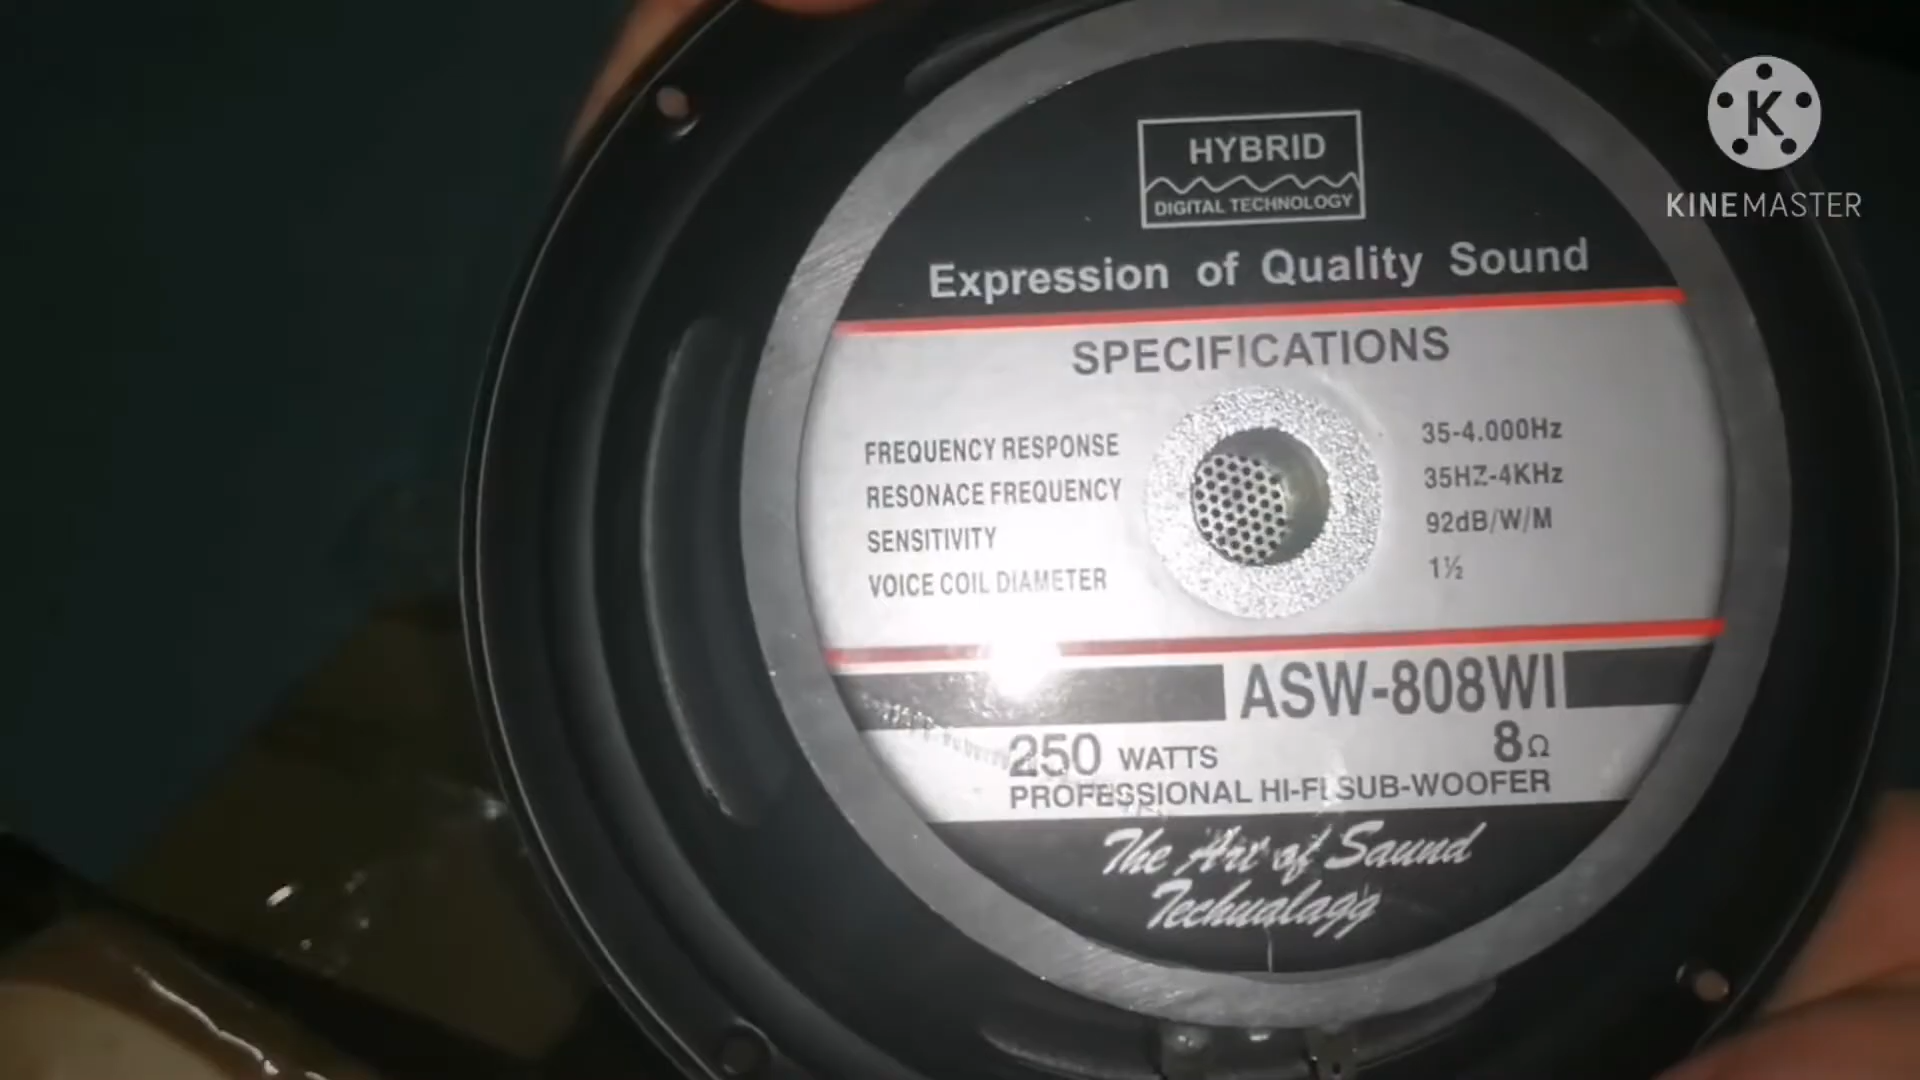 HYBRID
DIGITAL TECHNOLOGY
Expression of Quality Sound
SPECIFICATIONS
FREQUENCY RESPONSE 35-4.000Hz
RESONACE FREQUENCY 35HZ-4KHz
SENSITIVITY 92dB/W/M
VOICE COIL DIAMETER 1½
ASW-808WI
250 WATTS 8Ω
PROFESSIONAL HI-FI SUB-WOOFER
The Art of Saund
Technalagg
K
KINEMASTER